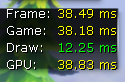 Frame: 38.49 ms
Game: 38.18 ms
Draw: 12.25 ms
GPU: 38.83 ms